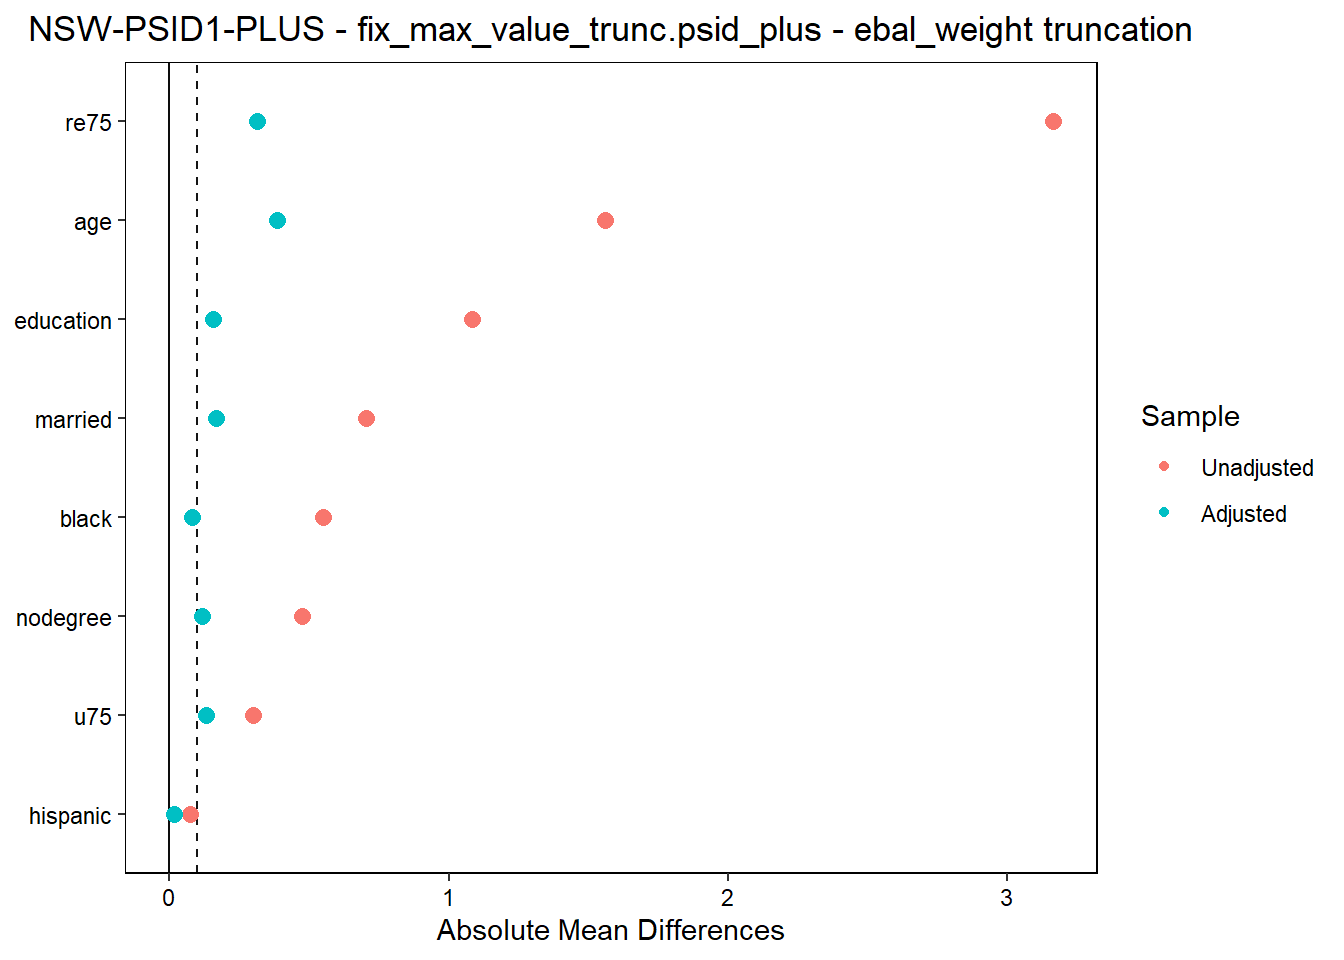 NSW-PSID1-PLUS - fix_max_value_trunc.psid_plus - ebal_weight truncation
re75
age
education
married
black
nodegree
u75
hispanic
0 1 2 3
Absolute Mean Differences
Sample
Unadjusted
Adjusted